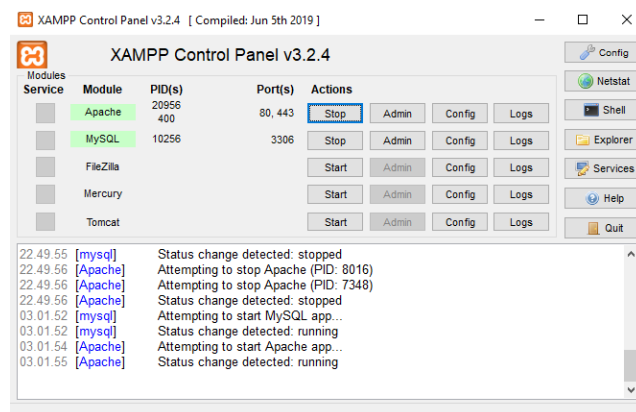 XAMPP Control Panel v3.2.4 [ Compiled: Jun 5th 2019 ]
XAMPP Control Panel v3.2.4
Config
Modules
Service Module PID(s) Port(s) Actions
Netstat
Apache 20956 400 80, 443 Stop Admin Config Logs
Shell
MySQL 10256 3306 Stop Admin Config Logs
Explorer
FileZilla Start Admin Config Logs
Services
Mercury Start Admin Config Logs
Help
Tomcat Start Admin Config Logs
Quit
22.49.55 [mysql] Status change detected: stopped
22.49.56 [Apache] Attempting to stop Apache (PID: 8016)
22.49.56 [Apache] Attempting to stop Apache (PID: 7348)
22.49.56 [Apache] Status change detected: stopped
03.01.52 [mysql] Attempting to start MySQL app...
03.01.52 [mysql] Status change detected: running
03.01.54 [Apache] Attempting to start Apache app...
03.01.55 [Apache] Status change detected: running